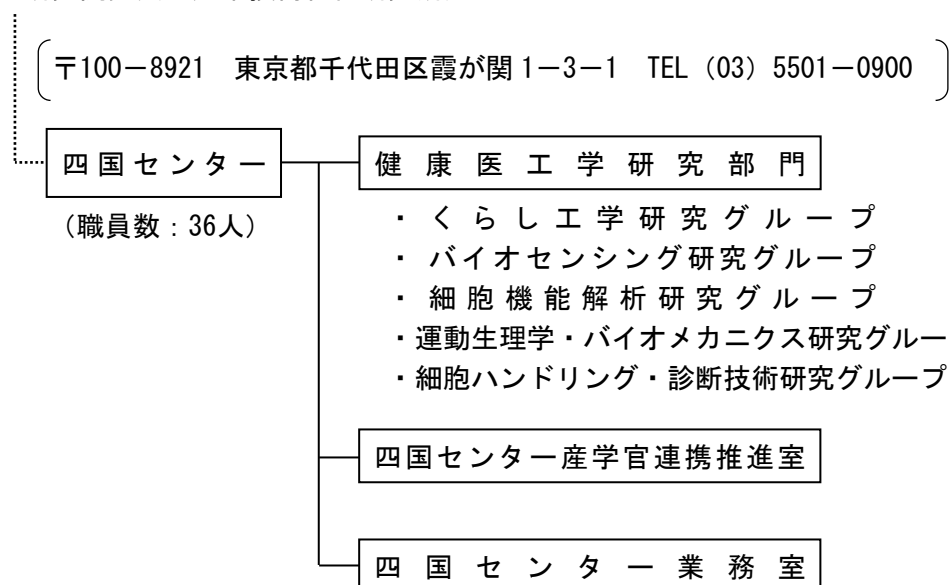 〒100－8921 東京都千代田区霞が関 1－3－1 TEL（03）5501－0900
四国センター
健康医工学研究部門
（職員数：36人）
・くらし工学研究グループ
・バイオセンシング研究グループ
・細胞機能解析研究グループ
・運動生理学・バイオメカニクス研究グルー
・細胞ハンドリング・診断技術研究グループ
四国センター産学官連携推進室
四国センター業務室